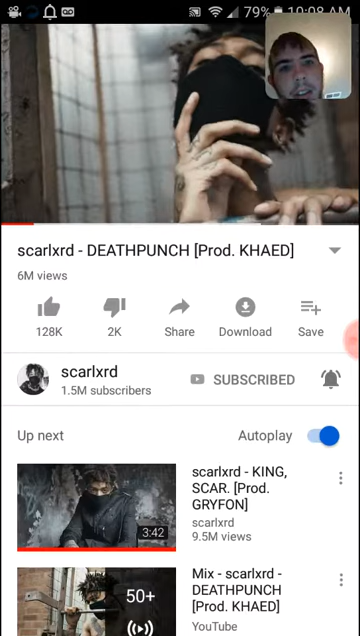 79% 10:08 AM
scarlxrd - DEATHPUNCH [Prod. KHAED]
6M views
128K 2K Share Download Save
scarlxrd
1.5M subscribers
SUBSCRIBED
Up next Autoplay
scarlxrd - KING,
SCAR. [Prod.
GRYFON]
scarlxrd
9.5M views
3:42
Mix - scarlxrd -
DEATHPUNCH
[Prod. KHAED]
YouTube
50+